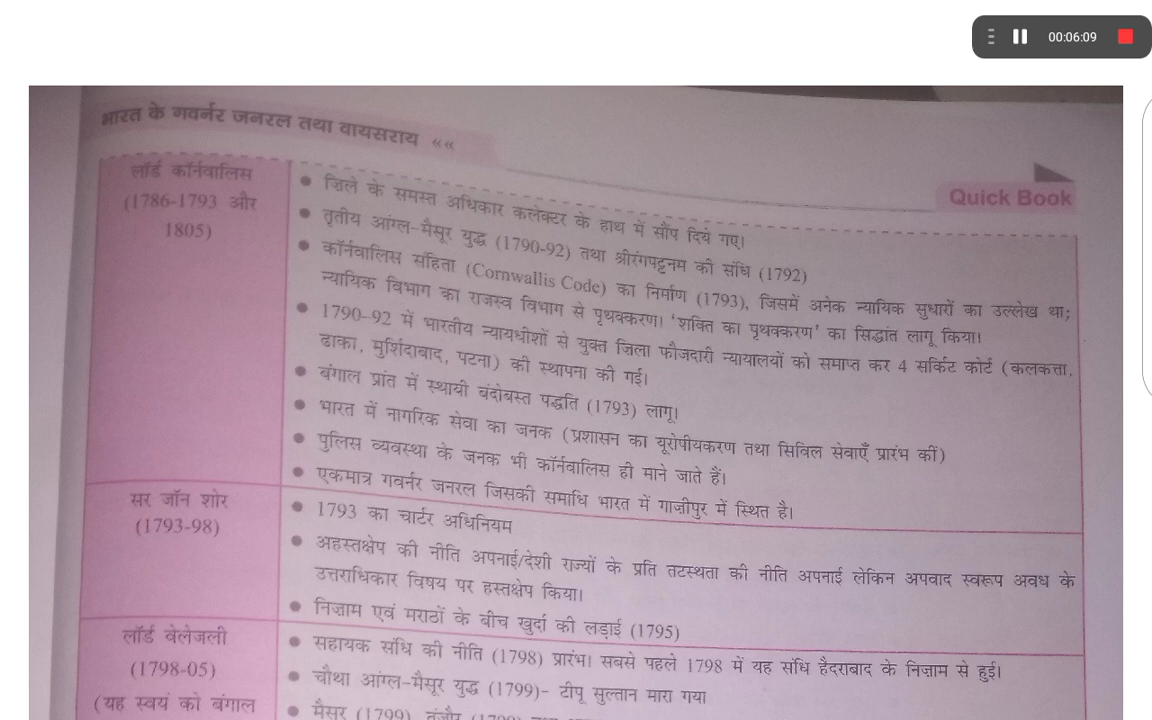 00:06:09
भारत के गवर्नर जनरल तथा वायसराय ««
Quick Book
लॉर्ड कॉर्नवालिस
(1786-1793 और
1805)
● ज़िले के समस्त अधिकार कलेक्टर के हाथ में सौंप दिये गए।
● तृतीय आंग्ल-मैसूर युद्ध (1790-92) तथा श्रीरंगपट्टनम की संधि (1792)
● कॉर्नवालिस संहिता (Cornwallis Code) का निर्माण (1793), जिसमें अनेक न्यायिक सुधारों का उल्लेख था;
न्यायिक विभाग का राजस्व विभाग से पृथक्करण। 'शक्ति का पृथक्करण' का सिद्धांत लागू किया।
● 1790-92 में भारतीय न्यायधीशों से युक्त ज़िला फौजदारी न्यायालयों को समाप्त कर 4 सर्किट कोर्ट (कलकत्ता,
ढाका, मुर्शिदाबाद, पटना) की स्थापना की गई।
● बंगाल प्रांत में स्थायी बंदोबस्त पद्धति (1793) लागू।
● भारत में नागरिक सेवा का जनक (प्रशासन का यूरोपीयकरण तथा सिविल सेवाएँ प्रारंभ कीं)
● पुलिस व्यवस्था के जनक भी कॉर्नवालिस ही माने जाते हैं।
● एकमात्र गवर्नर जनरल जिसकी समाधि भारत में गाज़ीपुर में स्थित है।
सर जॉन शोर
(1793-98)
● 1793 का चार्टर अधिनियम
● अहस्तक्षेप की नीति अपनाई/देशी राज्यों के प्रति तटस्थता की नीति अपनाई लेकिन अपवाद स्वरूप अवध के
उत्तराधिकार विषय पर हस्तक्षेप किया।
● निज़ाम एवं मराठों के बीच खुर्दा की लड़ाई (1795)
लॉर्ड वेलेजली
(1798-05)
(यह स्वयं को बंगाल
● सहायक संधि की नीति (1798) प्रारंभ। सबसे पहले 1798 में यह संधि हैदराबाद के निज़ाम से हुई।
● चौथा आंग्ल-मैसूर युद्ध (1799)- टीपू सुल्तान मारा गया
● मैसूर (1799), तंजौर